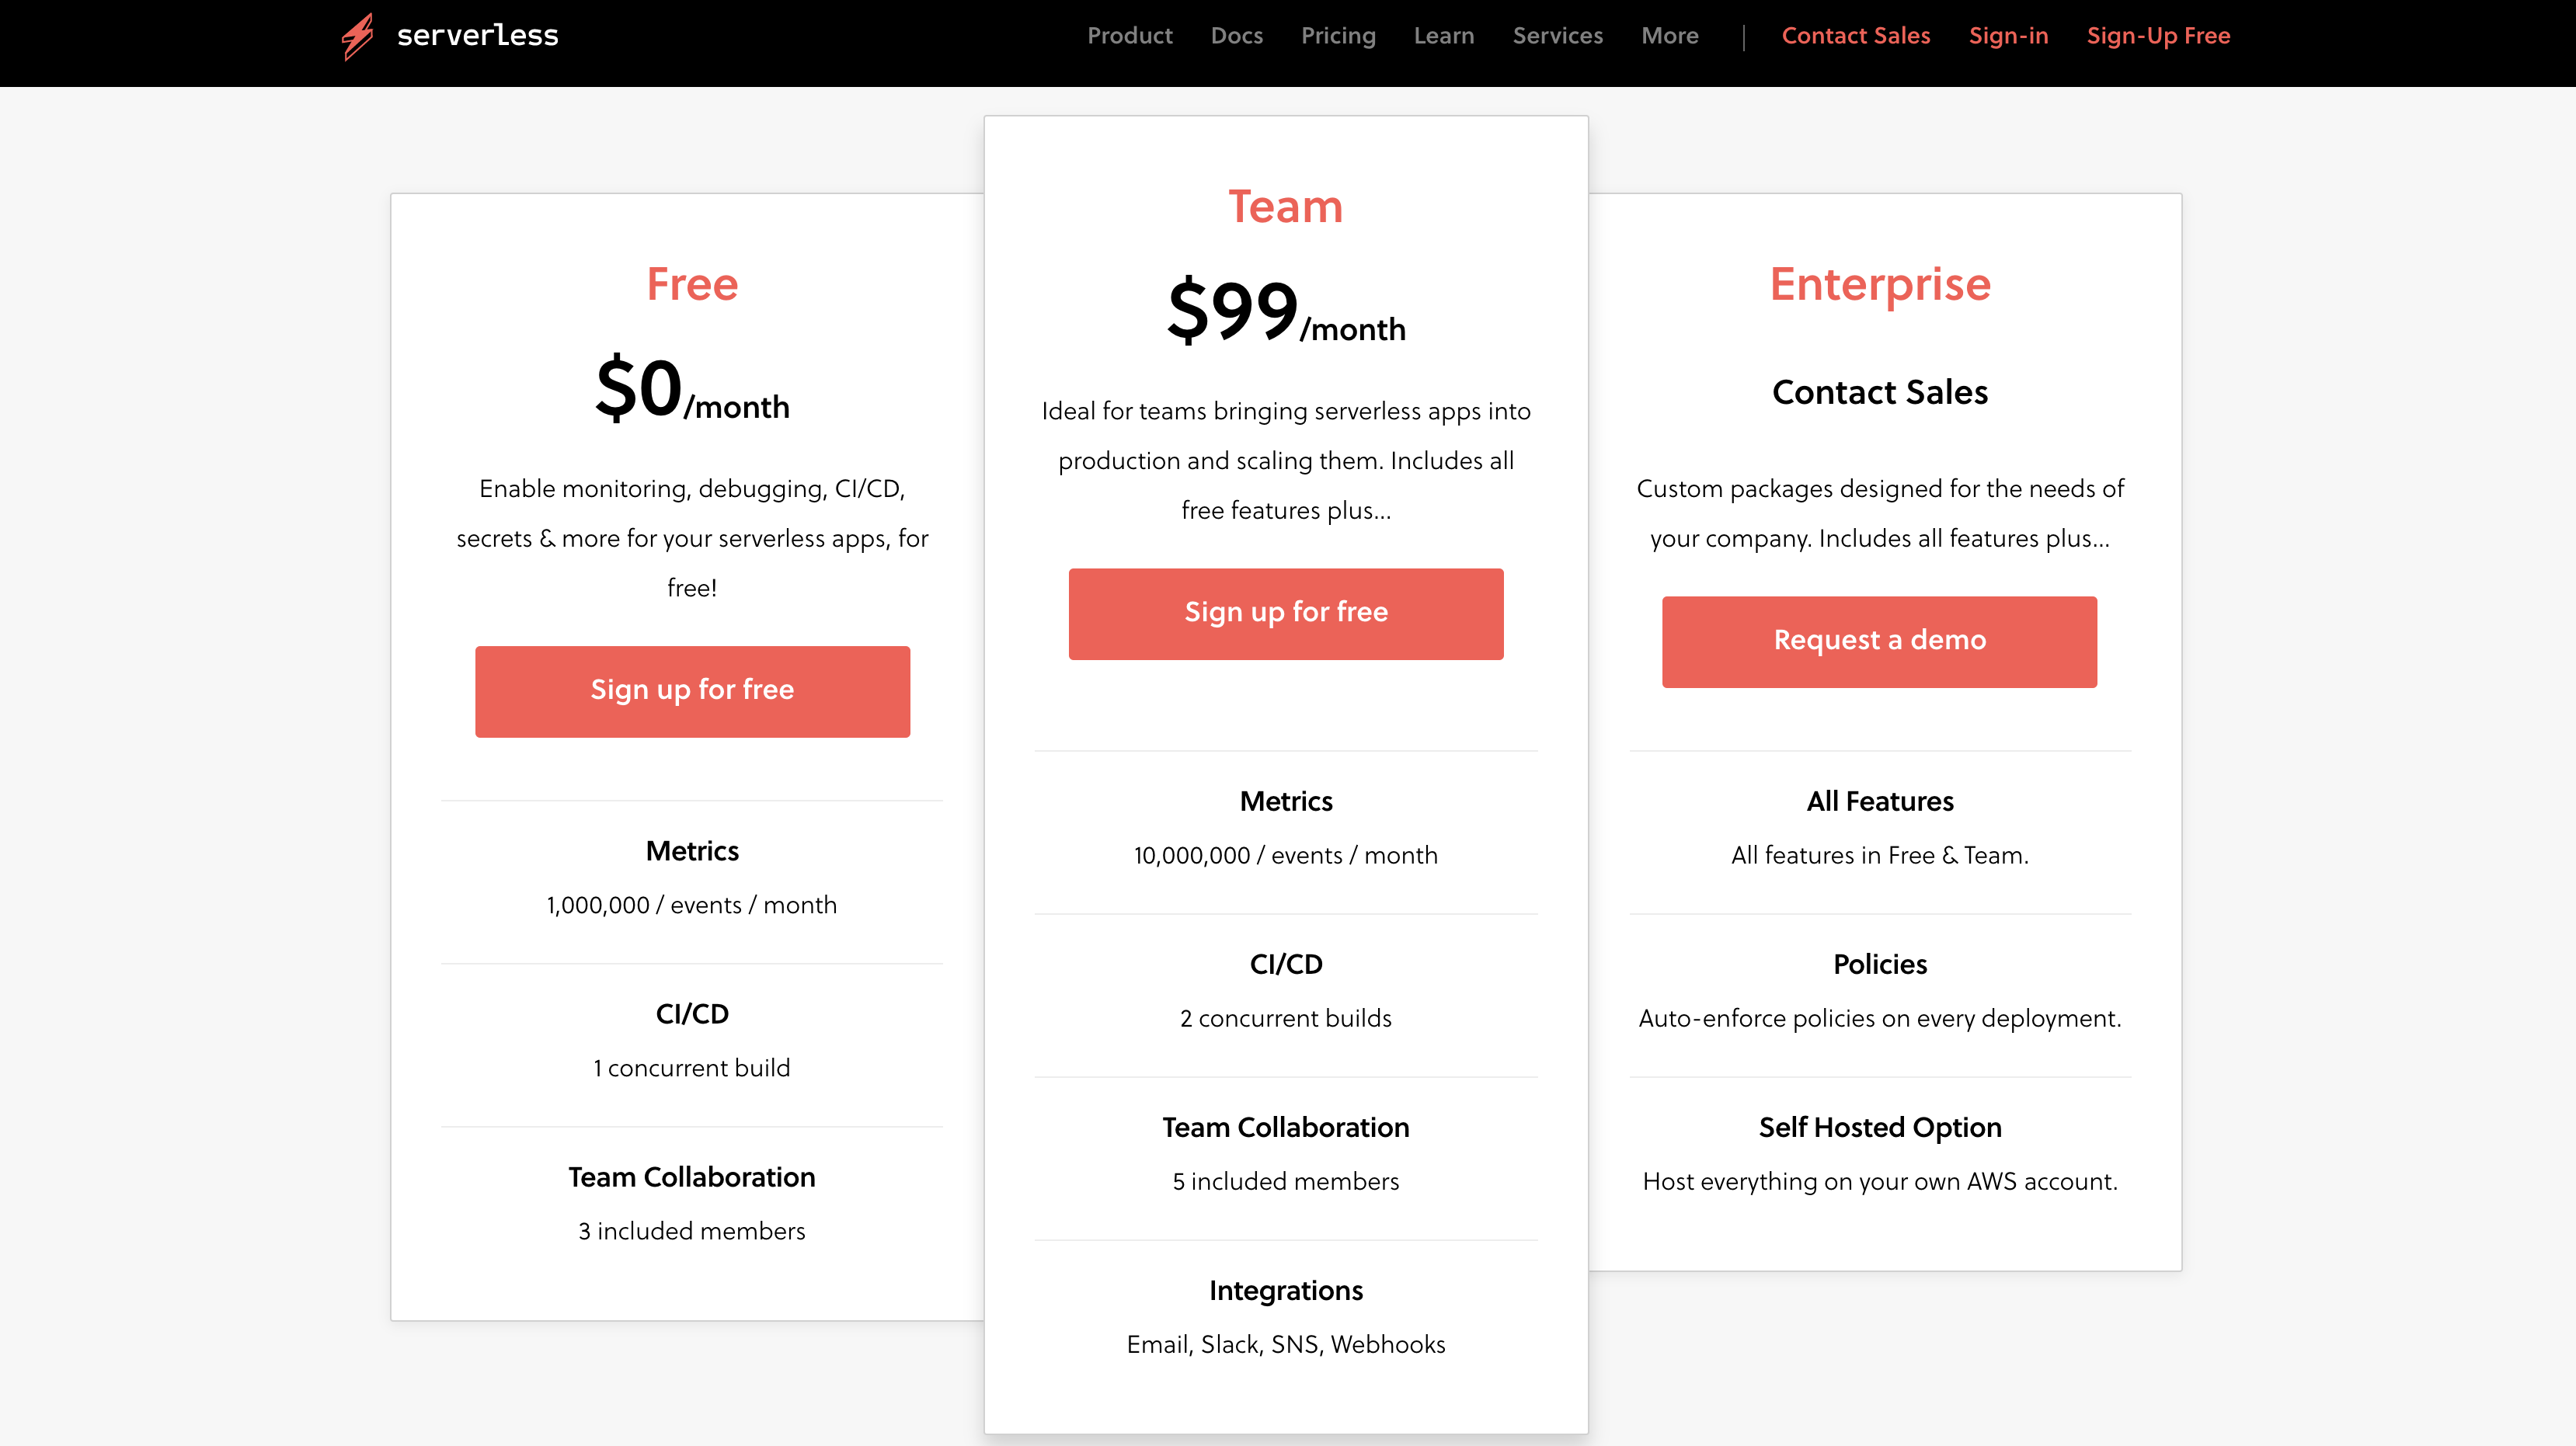 serverless
Product Docs Pricing Learn Services More | Contact Sales Sign-in Sign-Up Free
Free
$0/month
Enable monitoring, debugging, CI/CD,
secrets & more for your serverless apps, for
free!
Sign up for free
Metrics
1,000,000 / events / month
CI/CD
1 concurrent build
Team Collaboration
3 included members
Team
$99/month
Ideal for teams bringing serverless apps into
production and scaling them. Includes all
free features plus...
Sign up for free
Metrics
10,000,000 / events / month
CI/CD
2 concurrent builds
Team Collaboration
5 included members
Integrations
Email, Slack, SNS, Webhooks
Enterprise
Contact Sales
Custom packages designed for the needs of
your company. Includes all features plus...
Request a demo
All Features
All features in Free & Team.
Policies
Auto-enforce policies on every deployment.
Self Hosted Option
Host everything on your own AWS account.